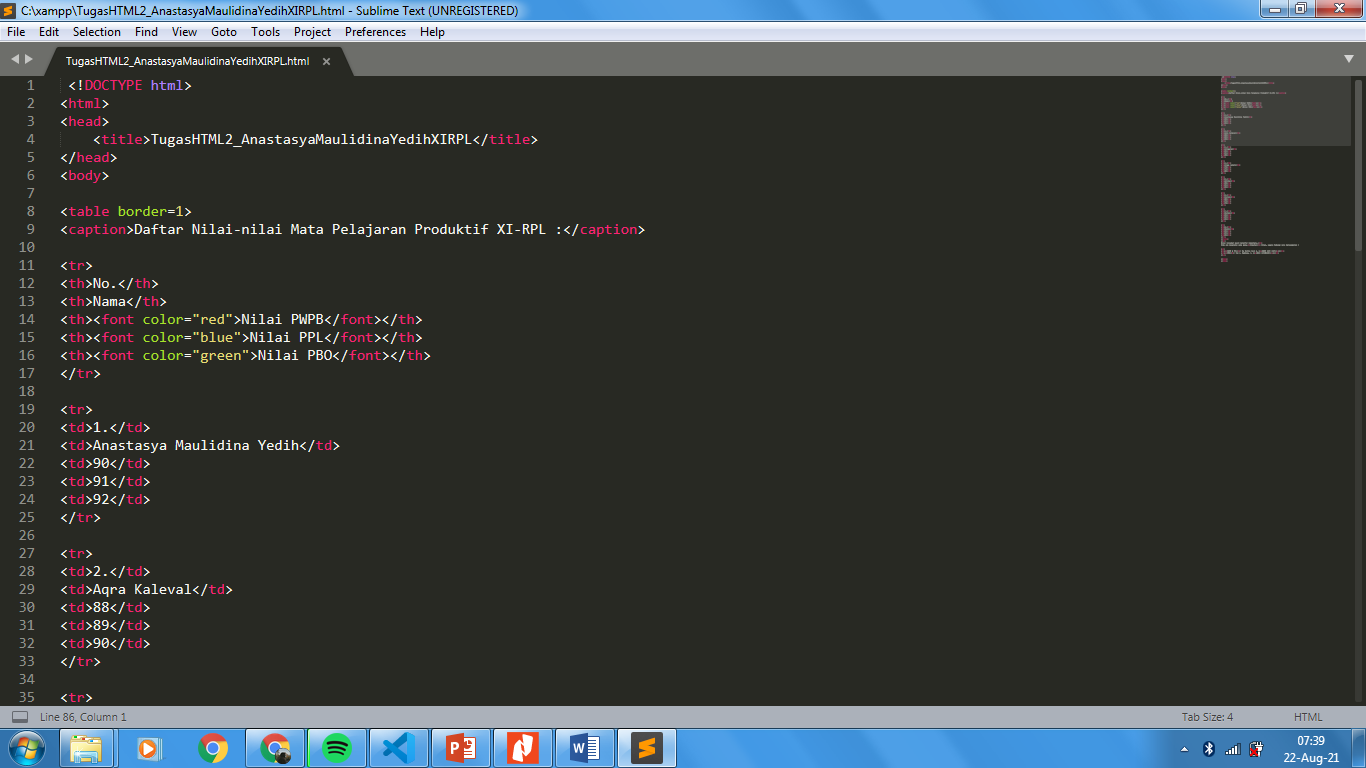 C:\xampp\TugasHTML2_AnastasyaMaulidinaYedihXIRPL.html - Sublime Text (UNREGISTERED)
File Edit Selection Find View Goto Tools Project Preferences Help
TugasHTML2_AnastasyaMaulidinaYedihXIRPL.html ×
1 <!DOCTYPE html>
2 <html>
3 <head>
4 <title>TugasHTML2_AnastasyaMaulidinaYedihXIRPL</title>
5 </head>
6 <body>
7
8 <table border=1>
9 <caption>Daftar Nilai-nilai Mata Pelajaran Produktif XI-RPL :</caption>
10
11 <tr>
12 <th>No.</th>
13 <th>Nama</th>
14 <th><font color="red">Nilai PWPB</font></th>
15 <th><font color="blue">Nilai PPL</font></th>
16 <th><font color="green">Nilai PBO</font></th>
17 </tr>
18
19 <tr>
20 <td>1.</td>
21 <td>Anastasya Maulidina Yedih</td>
22 <td>90</td>
23 <td>91</td>
24 <td>92</td>
25 </tr>
26
27 <tr>
28 <td>2.</td>
29 <td>Aqra Kaleval</td>
30 <td>88</td>
31 <td>89</td>
32 <td>90</td>
33 </tr>
34
35 <tr>
Line 86, Column 1 Tab Size: 4 HTML
07:39
22-Aug-21